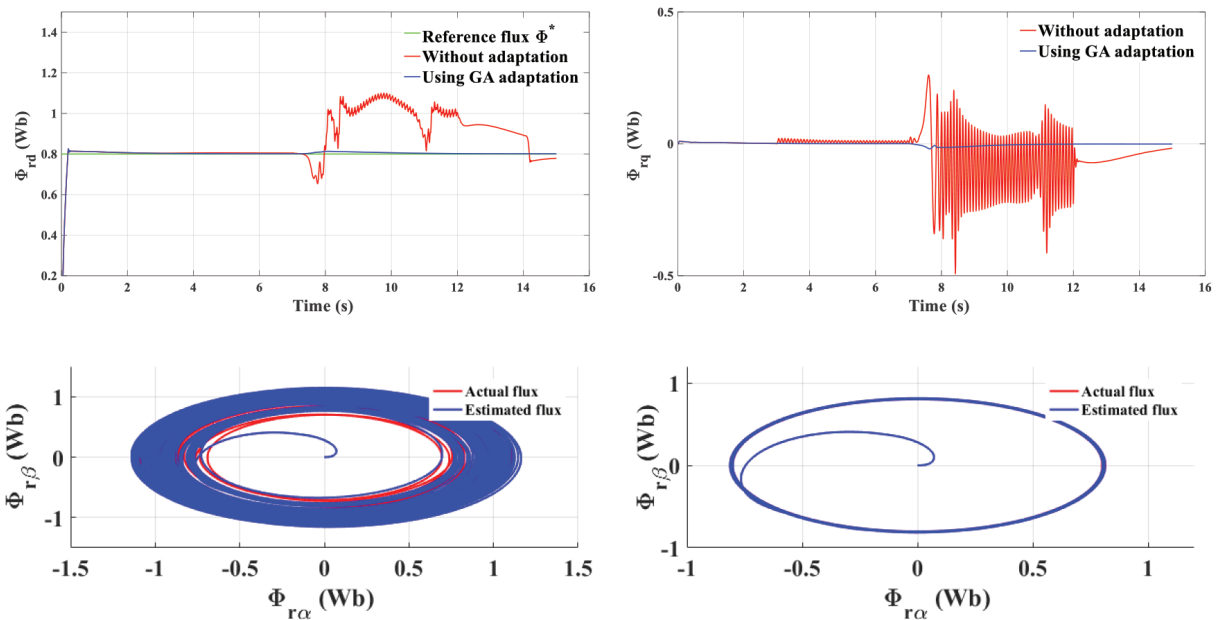 1.4
1.2
1
0.8
0.6
0.4
0.2
Φrd (Wb)
Reference flux Φ*
Without adaptation
Using GA adaptation
0 2 4 6 8 10 12 14 16
Time (s)
0.5
0
-0.5
Φrq (Wb)
Without adaptation
Using GA adaptation
0 2 4 6 8 10 12 14 16
Time (s)
1
0
-1
Φrβ (Wb)
Actual flux
Estimated flux
-1.5 -1 -0.5 0 0.5 1 1.5
Φrα (Wb)
1
0
-1
Φrβ (Wb)
Actual flux
Estimated flux
-1 -0.5 0 0.5 1
Φrα (Wb)